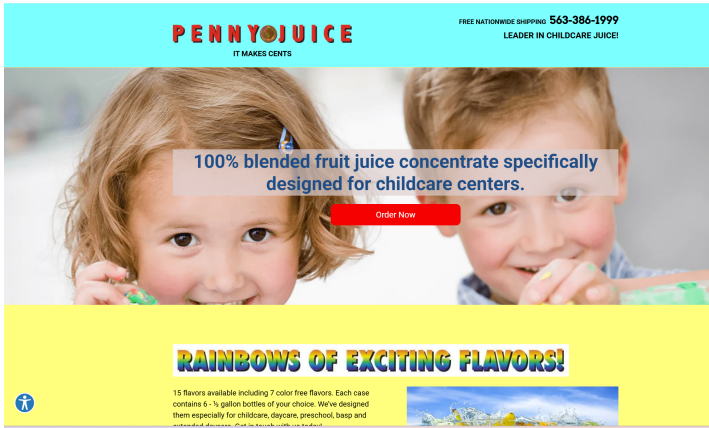 FREE NATIONWIDE SHIPPING 563-386-1999
PENNY JUICE
LEADER IN CHILDCARE JUICE!
IT MAKES CENTS
100% blended fruit juice concentrate specifically
designed for childcare centers.
Order Now
RAINBOWS OF EXCITING FLAVORS!
15 flavors available including 7 color free flavors. Each case
contains 6 - ½ gallon bottles of your choice. We've designed
them especially for childcare, daycare, preschool, basp and